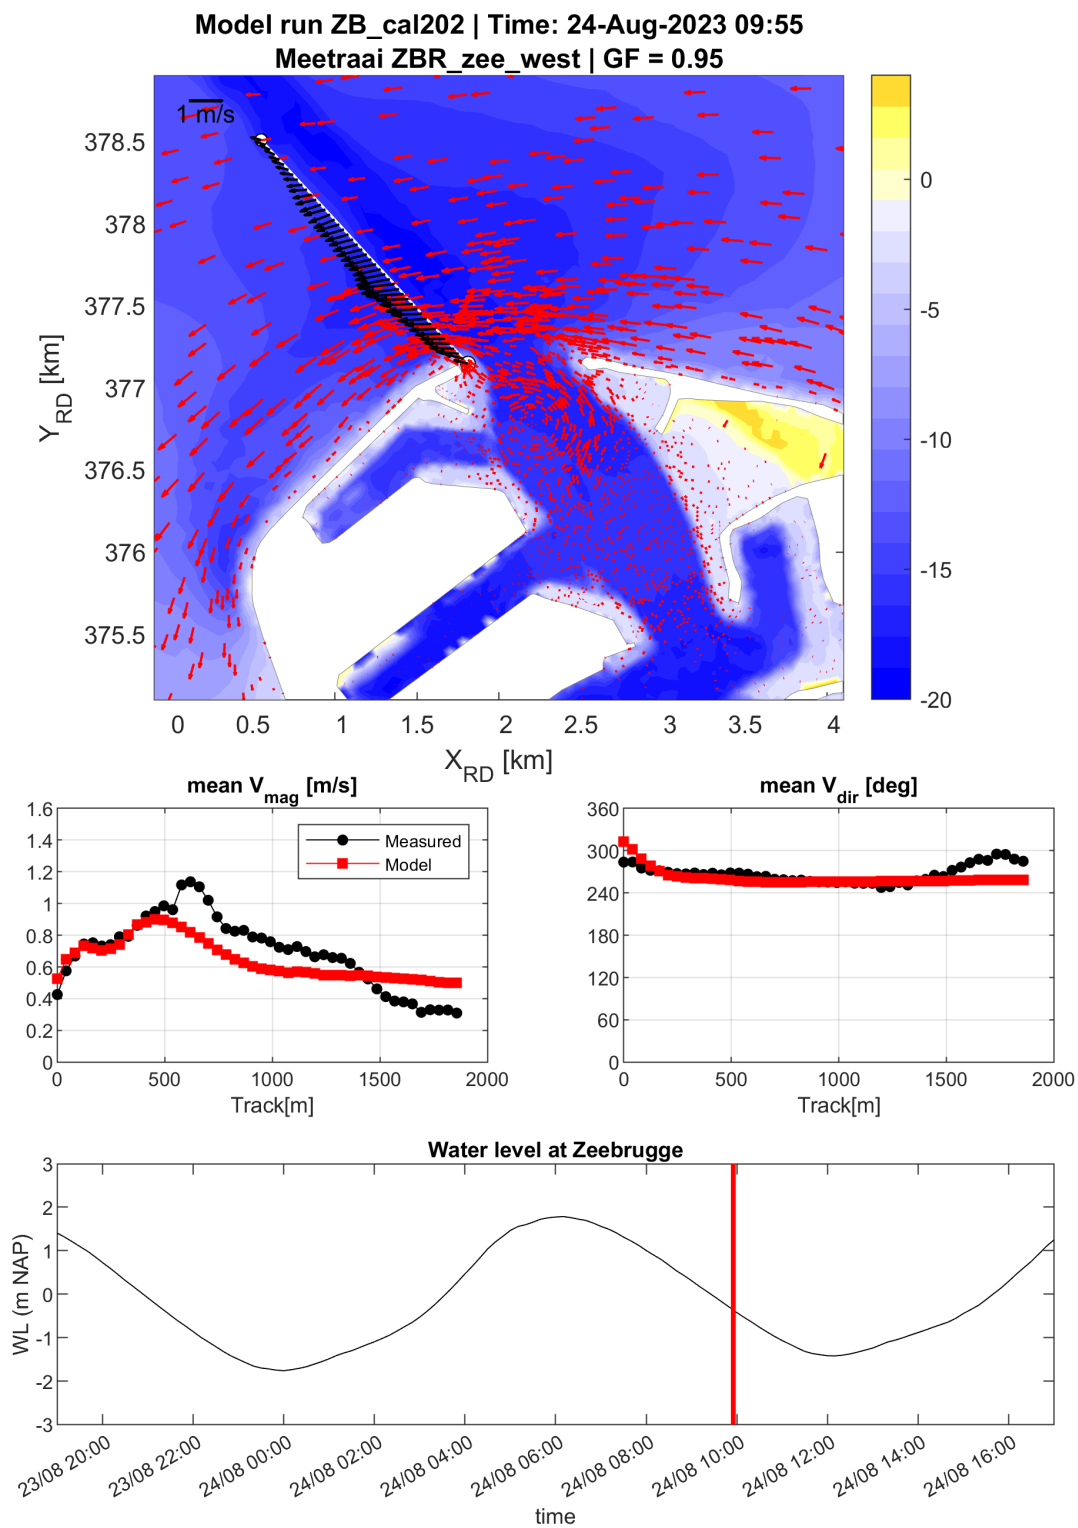 Model run ZB_cal202 | Time: 24-Aug-2023 09:55
Meetraai ZBR_zee_west | GF = 0.95
1 m/s
378.5
378
377.5
377
376.5
376
375.5
Y_RD [km]
0 0.5 1 1.5 2 2.5 3 3.5 4
X_RD [km]
0
-5
-10
-15
-20
mean V_mag [m/s]
1.6
1.4
1.2
1
0.8
0.6
0.4
0.2
0
Measured
Model
0 500 1000 1500 2000
Track[m]
mean V_dir [deg]
360
300
240
180
120
60
0
0 500 1000 1500 2000
Track[m]
Water level at Zeebrugge
3
2
1
0
-1
-2
-3
WL (m NAP)
23/08 20:00 23/08 22:00 24/08 00:00 24/08 02:00 24/08 04:00 24/08 06:00 24/08 08:00 24/08 10:00 24/08 12:00 24/08 14:00 24/08 16:00
time